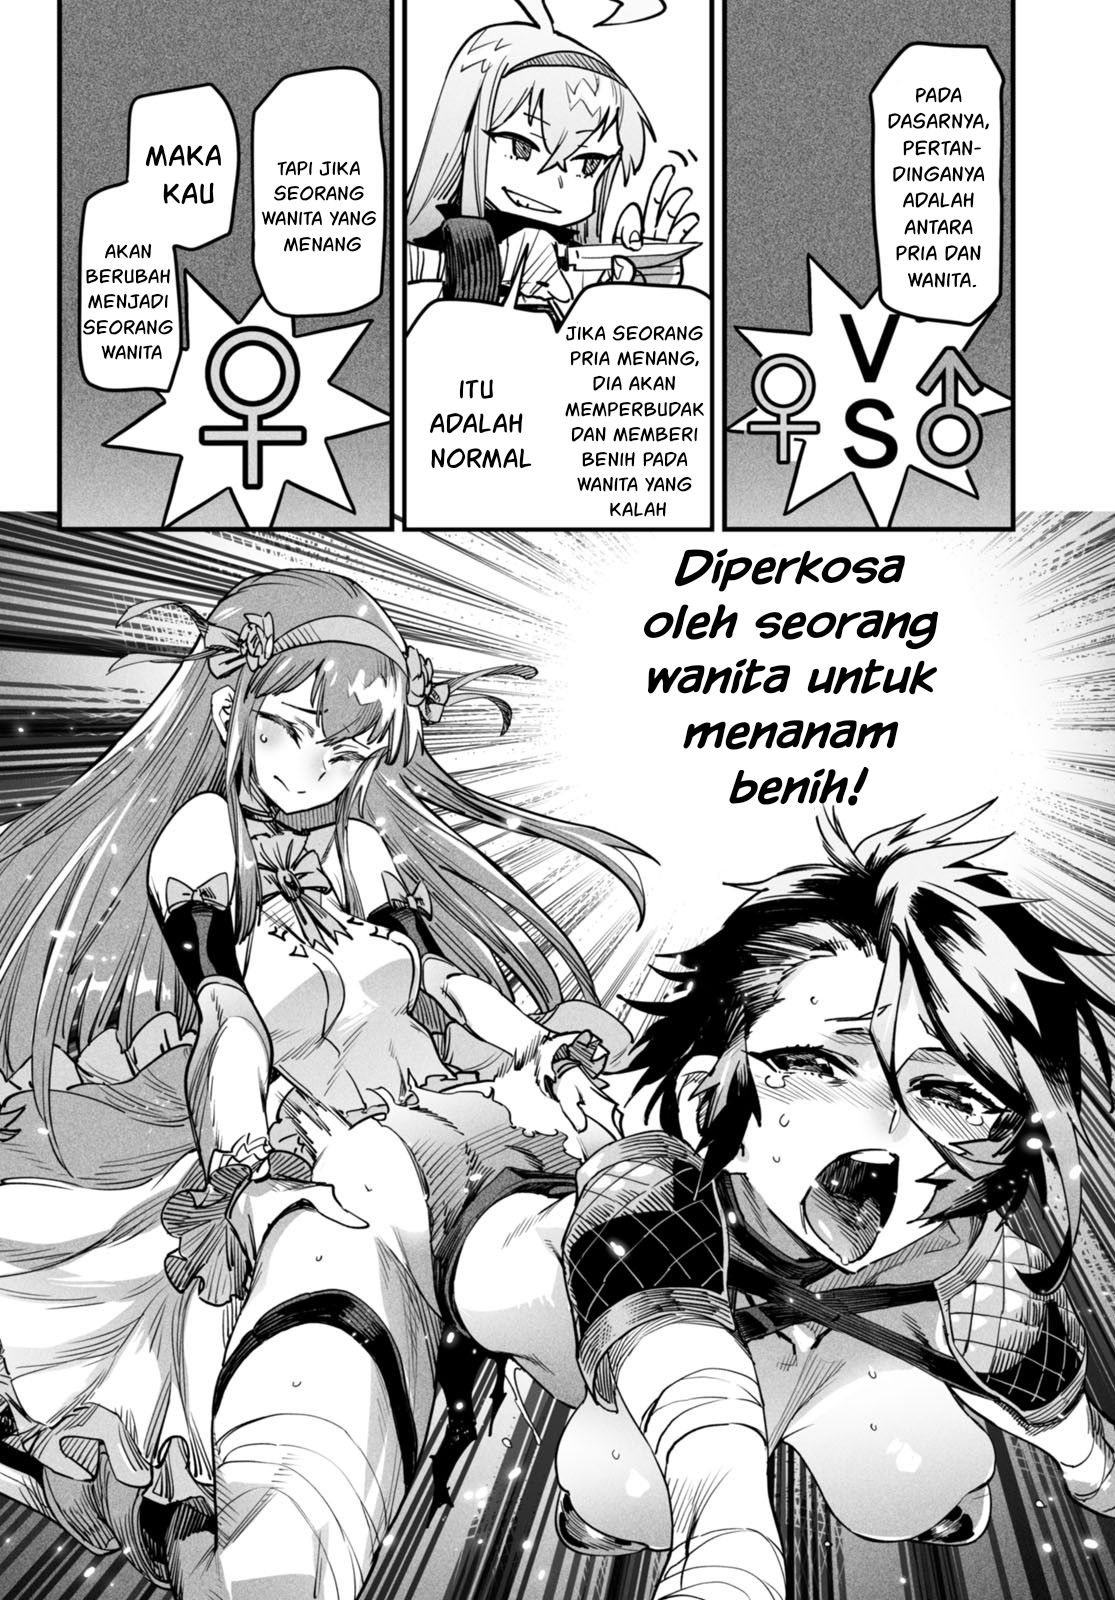 PADA
DASARNYA,
PERTAN-
DINGANYA
ADALAH
ANTARA
PRIA DAN
WANITA.
V
S
JIKA SEORANG
PRIA MENANG,
DIA AKAN
MEMPERBUDAK
DAN MEMBERI
BENIH PADA
WANITA YANG
KALAH
ITU
ADALAH
NORMAL
TAPI JIKA
SEORANG
WANITA YANG
MENANG
MAKA
KAU
AKAN
BERUBAH
MENJADI
SEORANG
WANITA
Diperkosa
oleh seorang
wanita untuk
menanam
benih!